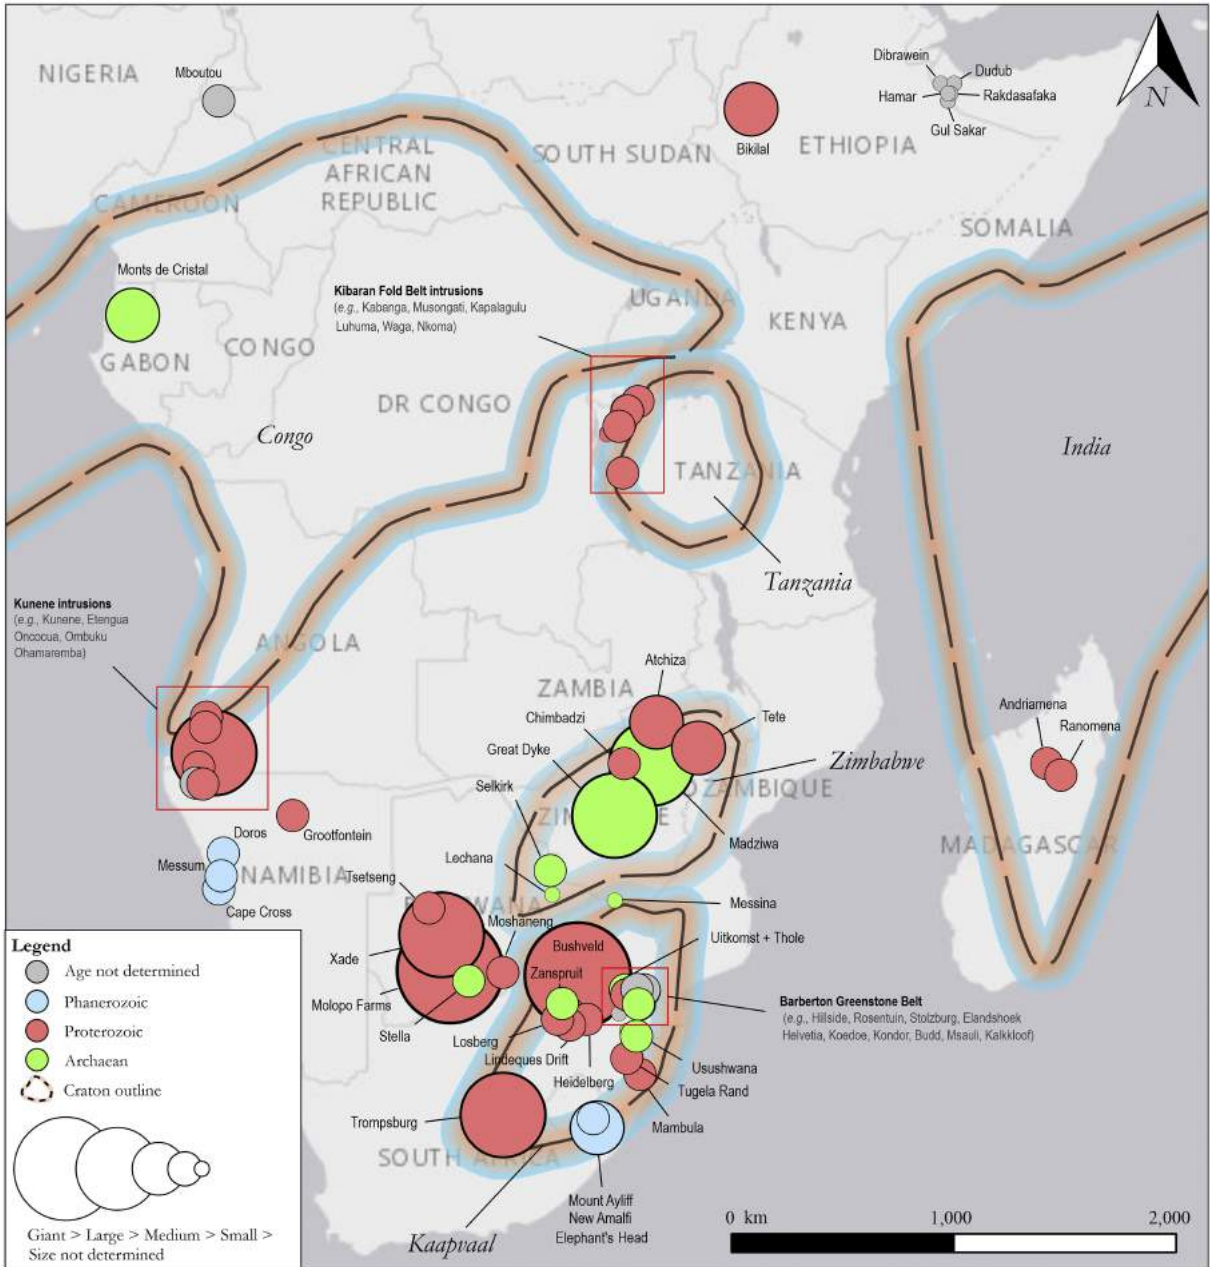 NIGERIA
Mboutou
Dibrawein
Dudub
Hamar
Rakdasafaka
Gul Sakar
N
CENTRAL
AFRICAN
REPUBLIC
SOUTH SUDAN
Bikilal
ETHIOPIA
CAMEROON
SOMALIA
Monts de Cristal
Kibaran Fold Belt intrusions
(e.g., Kabanga, Musongati, Kapalagulu
Luhuma, Waga, Nkoma)
UGANDA
KENYA
GABON
CONGO
DR CONGO
Congo
India
TANZANIA
Tanzania
Kunene intrusions
(e.g., Kunene, Etengua
Oncocua, Ombuku
Ohamaremba)
ANGOLA
Atchiza
ZAMBIA
Chimbadzi
Tete
Great Dyke
Zimbabwe
Selkirk
MOZAMBIQUE
ZIMBABWE
Andriamena
Ranomena
Grootfontein
Doros
Madziwa
MADAGASCAR
Messum
Lechana
NAMIBIA
Tsetseng
Cape Cross
BOTSWANA
Messina
Moshaneng
Uitkomst + Thole
Bushveld
Xade
Zanspruit
Molopo Farms
Barberton Greenstone Belt
(e.g., Hillside, Rosentuin, Stolzburg, Elandshoek
Helvetia, Koedoe, Kondor, Budd, Msauli, Kalkkloof)
Stella
Losberg
Lindeques Drift
Usushwana
Heidelberg
Tugela Rand
Trompsburg
Mambula
SOUTH AFRICA
Mount Ayliff
New Amalfi
Elephant's Head
Kaapvaal
0 km
1,000
2,000
Legend
Age not determined
Phanerozoic
Proterozoic
Archaean
Craton outline
Giant > Large > Medium > Small >
Size not determined